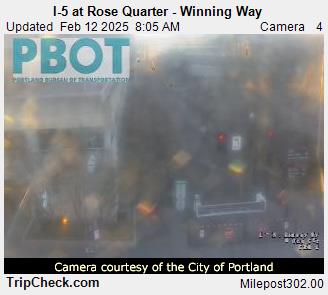 I-5 at Rose Quarter - Winning Way
Updated Feb 12 2025 8:05 AM Camera 4
PBOT
PORTLAND BUREAU OF TRANSPORTATION
Camera courtesy of the City of Portland
TripCheck.com Milepost302.00